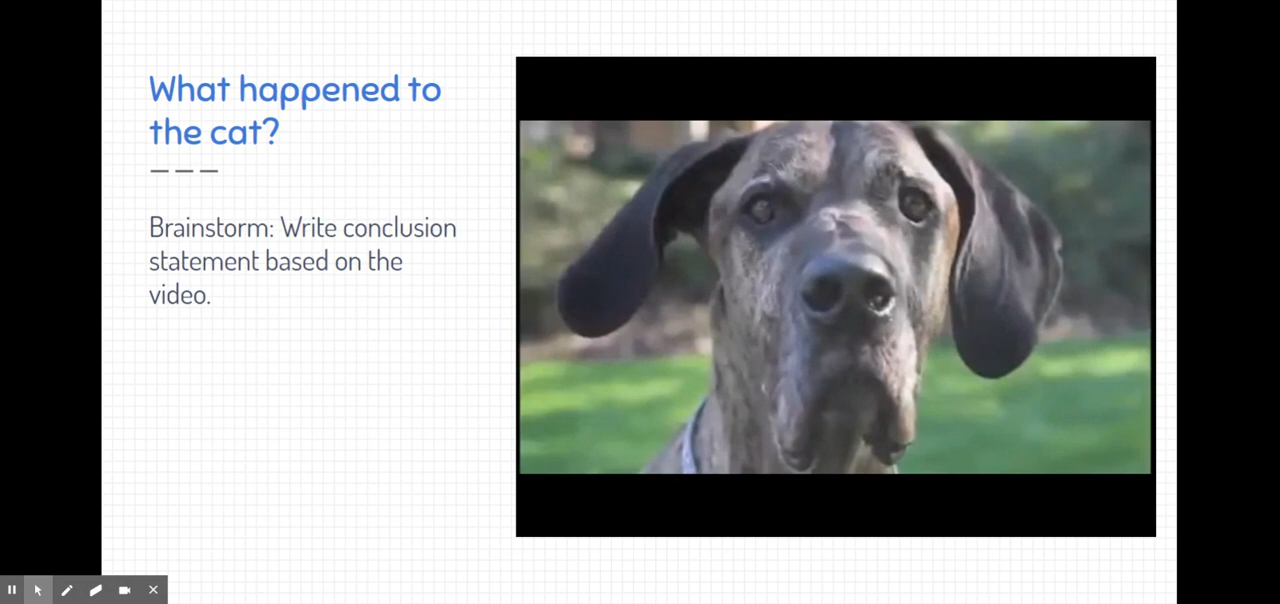 What happened to
the cat?
Brainstorm: Write conclusion
statement based on the
video.